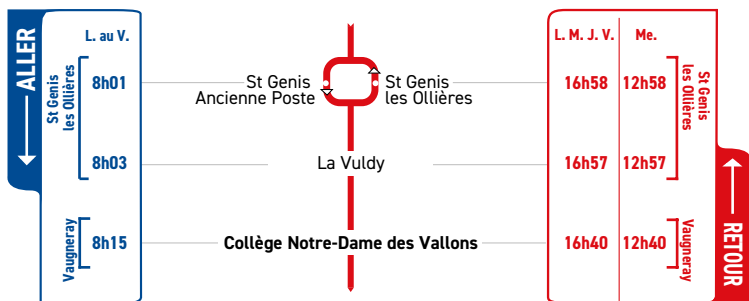 ALLER
L. au V.
L. M. J. V.
Me.
St Genis
les Ollières
8h01
St Genis
Ancienne Poste
St Genis
les Ollières
16h58
12h58
St Genis
les Ollières
8h03
La Vuldy
16h57
12h57
Vaugneray
8h15
Collège Notre-Dame des Vallons
16h40
12h40
Vaugneray
RETOUR